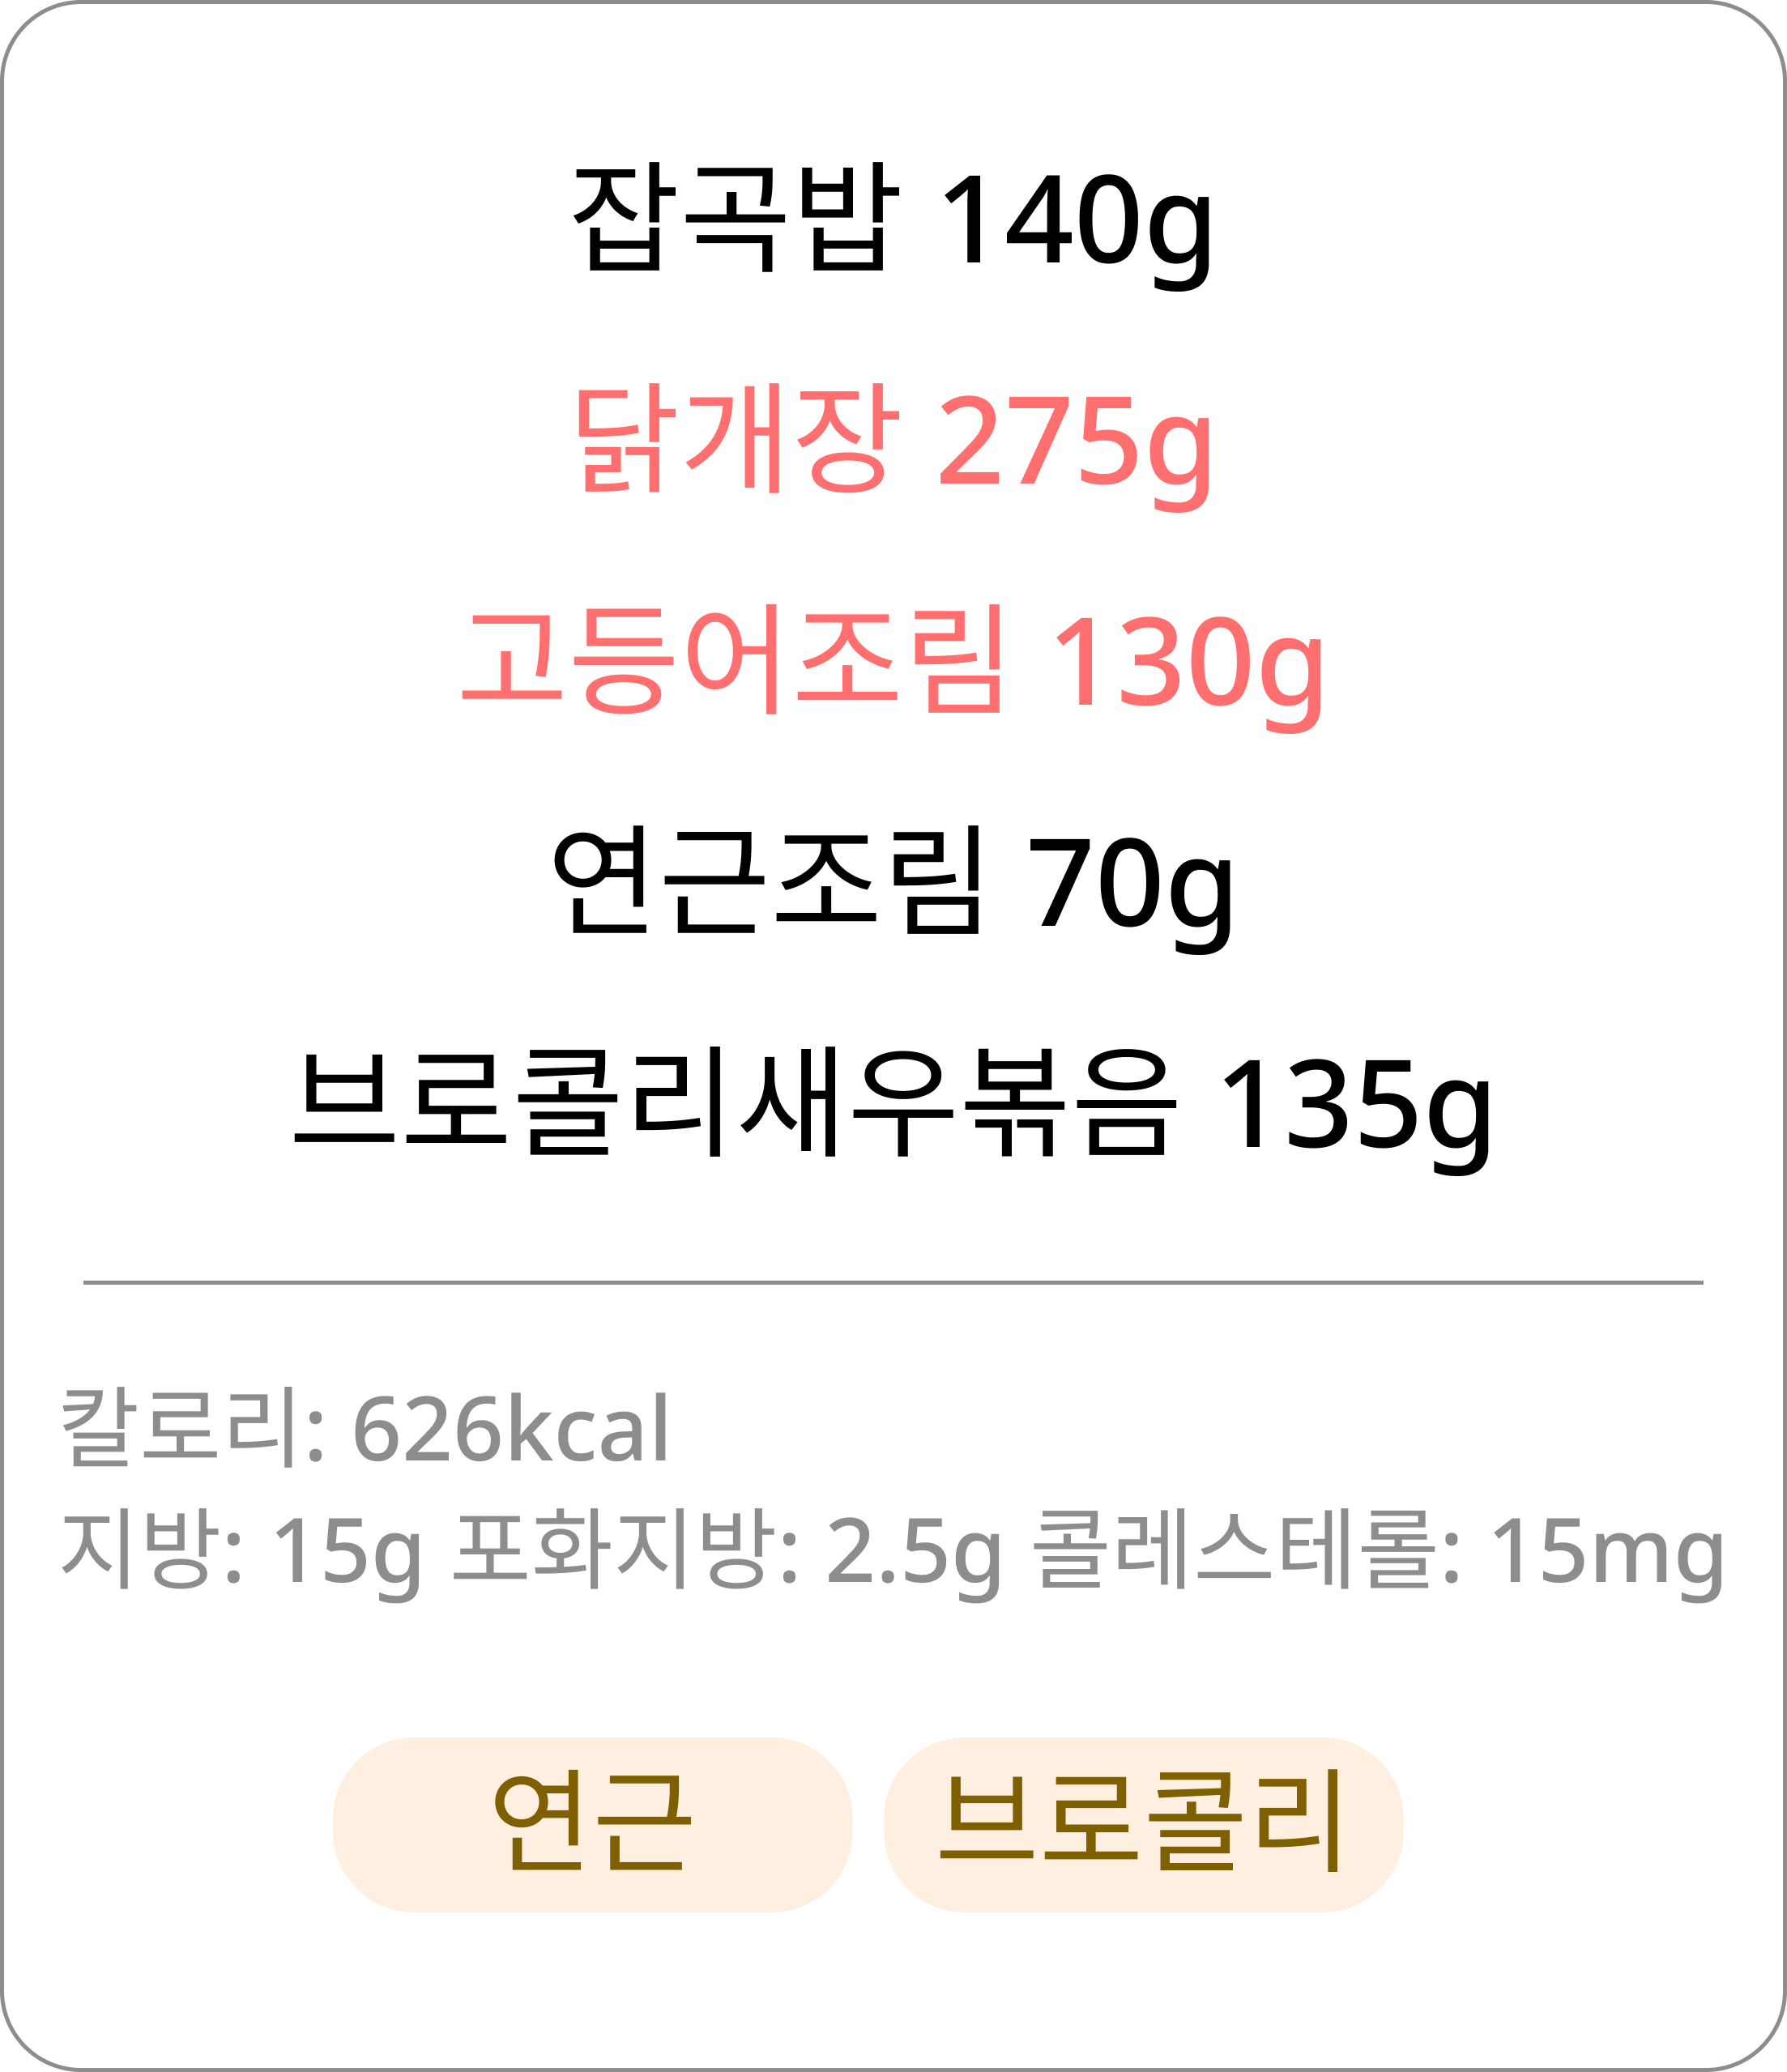 잡곡밥 140g
닭개장 275g
고등어조림 130g
연근조림 70g
브로콜리새우볶음 135g
칼로리: 626kcal
지방: 15g 포화지방: 2.5g 콜레스테롤: 15mg
연근 브로콜리